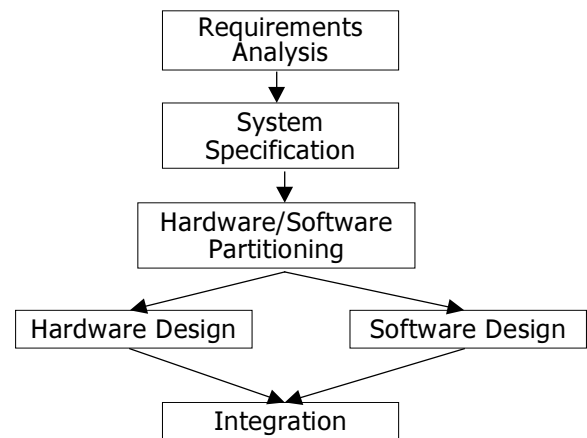 Requirements
Analysis
System
Specification
Hardware/Software
Partitioning
Hardware Design
Software Design
Integration